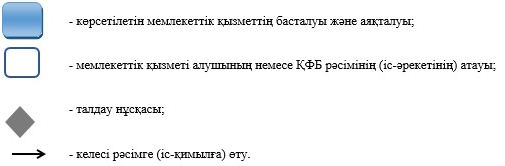 - көрсетілетін мемлекеттік қызметтің басталуы және аяқталуы;
- мемлекеттік қызметі алушының немесе ҚФБ рәсімінің (іс-әрекетінің) атауы;
- талдау нұсқасы;
- келесі рәсімге (іс-қимылға) өту.